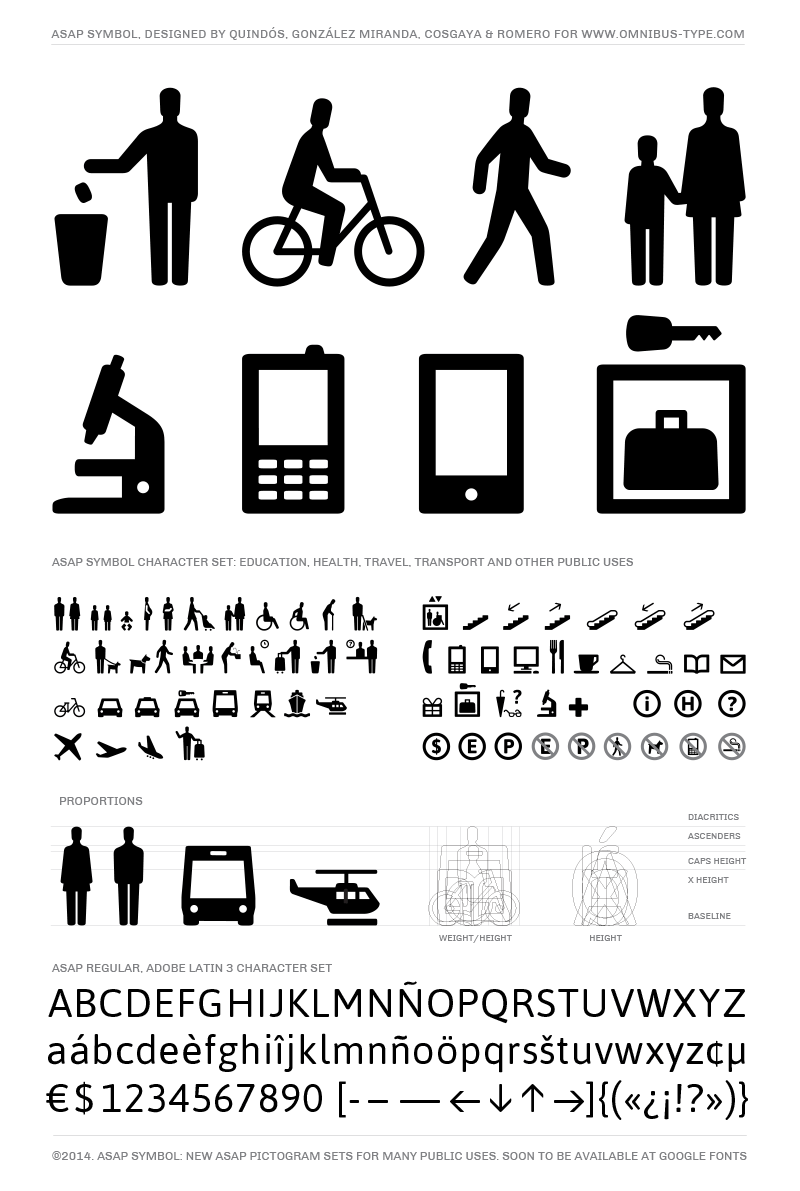 ASAP SYMBOL, DESIGNED BY QUINDÓS, GONZÁLEZ MIRANDA, COSGAYA & ROMERO FOR WWW.OMNIBUS-TYPE.COM
ASAP SYMBOL CHARACTER SET: EDUCATION, HEALTH, TRAVEL, TRANSPORT AND OTHER PUBLIC USES
?
?
i H ?
$ E P E P
PROPORTIONS
DIACRITICS
ASCENDERS
CAPS HEIGHT
X HEIGHT
BASELINE
WEIGHT/HEIGHT HEIGHT
ASAP REGULAR, ADOBE LATIN 3 CHARACTER SET
ABCDEFGHIJKLMNÑOPQRSTUVWXYZ
aábcdeèfghiîjklmnñoöpqrsštuvwxyz¢µ
€$1234567890 [-–—←↓↑→]{(«¿¡!?»)}
©2014. ASAP SYMBOL: NEW ASAP PICTOGRAM SETS FOR MANY PUBLIC USES. SOON TO BE AVAILABLE AT GOOGLE FONTS